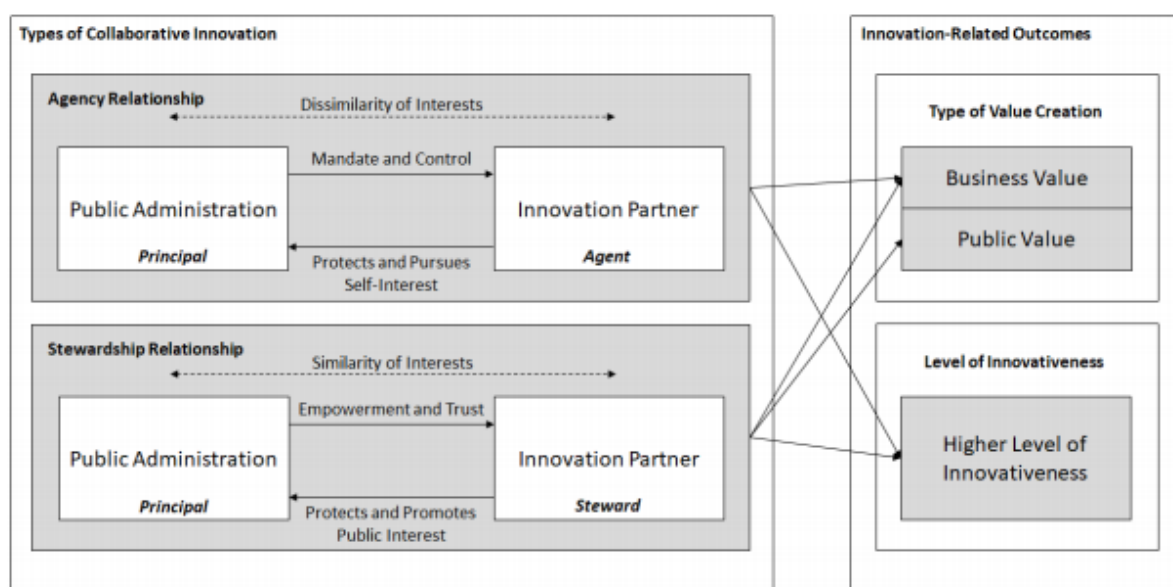 Types of Collaborative Innovation
Agency Relationship
Dissimilarity of Interests
Public Administration
Principal
Mandate and Control
Protects and Pursues
Self-Interest
Innovation Partner
Agent
Stewardship Relationship
Similarity of Interests
Public Administration
Principal
Empowerment and Trust
Protects and Promotes
Public Interest
Innovation Partner
Steward
Innovation-Related Outcomes
Type of Value Creation
Business Value
Public Value
Level of Innovativeness
Higher Level of
Innovativeness